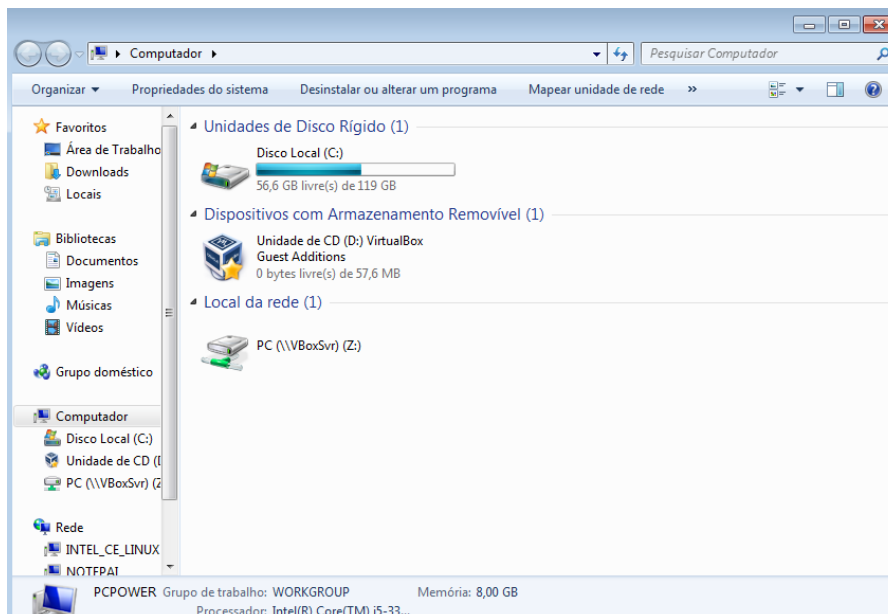 Computador
Pesquisar Computador
Organizar
Propriedades do sistema
Desinstalar ou alterar um programa
Mapear unidade de rede
»
Favoritos
Área de Trabalho
Downloads
Locais
Bibliotecas
Documentos
Imagens
Músicas
Vídeos
Grupo doméstico
Computador
Disco Local (C:)
Unidade de CD (D
PC (\\VBoxSvr) (Z
Rede
INTEL_CE_LINUX
NOTEPAI
Unidades de Disco Rígido (1)
Disco Local (C:)
56,6 GB livre(s) de 119 GB
Dispositivos com Armazenamento Removível (1)
Unidade de CD (D:) VirtualBox
Guest Additions
0 bytes livre(s) de 57,6 MB
Local da rede (1)
PC (\\VBoxSvr) (Z:)
PCPOWER Grupo de trabalho: WORKGROUP Memória: 8,00 GB
Processador: Intel(R) Core(TM) i5-33...